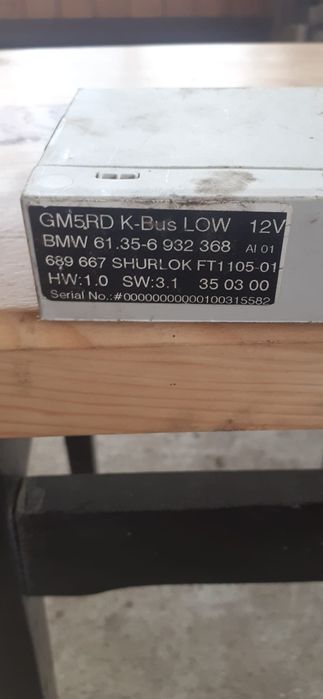 GM5RD K-Bus LOW 12V
BMW 61.35-6 932 368 AI 01
689 667 SHURLOK FT1105-01
HW:1.0 SW:3.1 35 03 00
Serial No.:#00000000000100315582